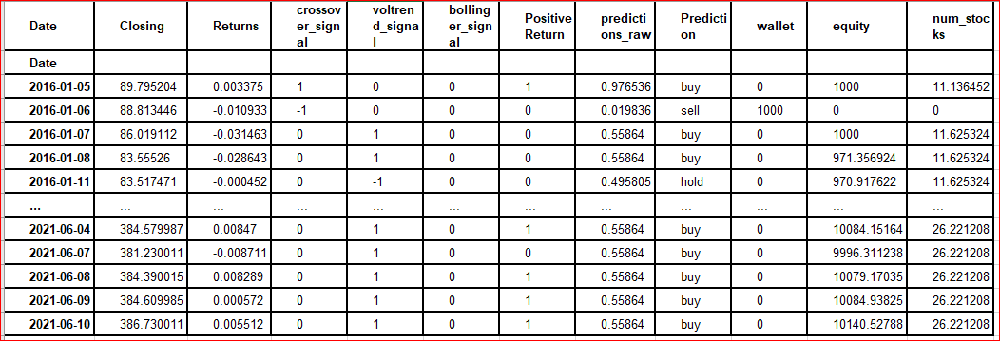 Date Closing Returns crossover_signal voltrend_signal bollinger_signal Positive Return predictions_raw Prediction wallet equity num_stocks
Date
2016-01-05 89.795204 0.003375 1 0 0 1 0.976536 buy 0 1000 11.136452
2016-01-06 88.813446 -0.010933 -1 0 0 0 0.019836 sell 1000 0 0
2016-01-07 86.019112 -0.031463 0 1 0 0 0.55864 buy 0 1000 11.625324
2016-01-08 83.55526 -0.028643 0 1 0 0 0.55864 buy 0 971.356924 11.625324
2016-01-11 83.517471 -0.000452 0 -1 0 0 0.495805 hold 0 970.917622 11.625324
... ... ... ... ... ... ... ... ... ... ... ...
2021-06-04 384.579987 0.00847 0 1 0 1 0.55864 buy 0 10084.15164 26.221208
2021-06-07 381.230011 -0.008711 0 1 0 0 0.55864 buy 0 9996.311238 26.221208
2021-06-08 384.390015 0.008289 0 1 0 1 0.55864 buy 0 10079.17035 26.221208
2021-06-09 384.609985 0.000572 0 1 0 1 0.55864 buy 0 10084.93825 26.221208
2021-06-10 386.730011 0.005512 0 1 0 1 0.55864 buy 0 10140.52788 26.221208